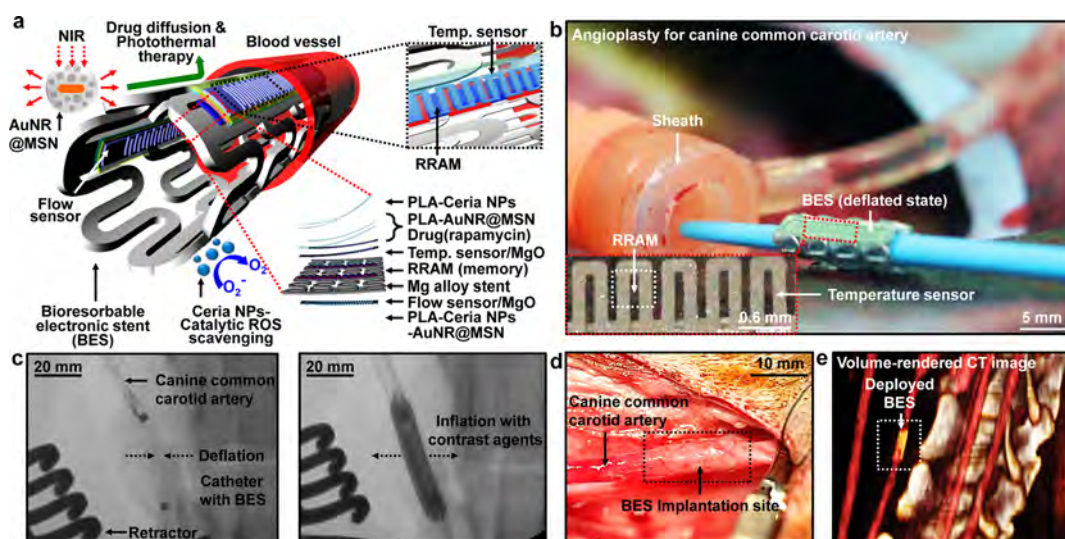 a
Drug diffusion &
Photothermal
therapy
NIR
AuNR
@MSN
Blood vessel
Temp. sensor
RRAM
Flow
sensor
PLA-Ceria NPs
PLA-AuNR@MSN
Drug(rapamycin)
Temp. sensor/MgO
RRAM (memory)
Mg alloy stent
Flow sensor/MgO
PLA-Ceria NPs
-AuNR@MSN
O₂
O₂⁻
Bioresorbable
electronic stent
(BES)
Ceria NPs-
Catalytic ROS
scavenging
b
Angioplasty for canine common carotid artery
Sheath
BES (deflated state)
RRAM
Temperature sensor
0.6 mm
5 mm
c
20 mm
Canine common
carotid artery
Deflation
Catheter
with BES
Retractor
20 mm
Inflation with
contrast agents
d
10 mm
Canine common
carotid artery
BES Implantation site
e
Volume-rendered CT image
Deployed
BES